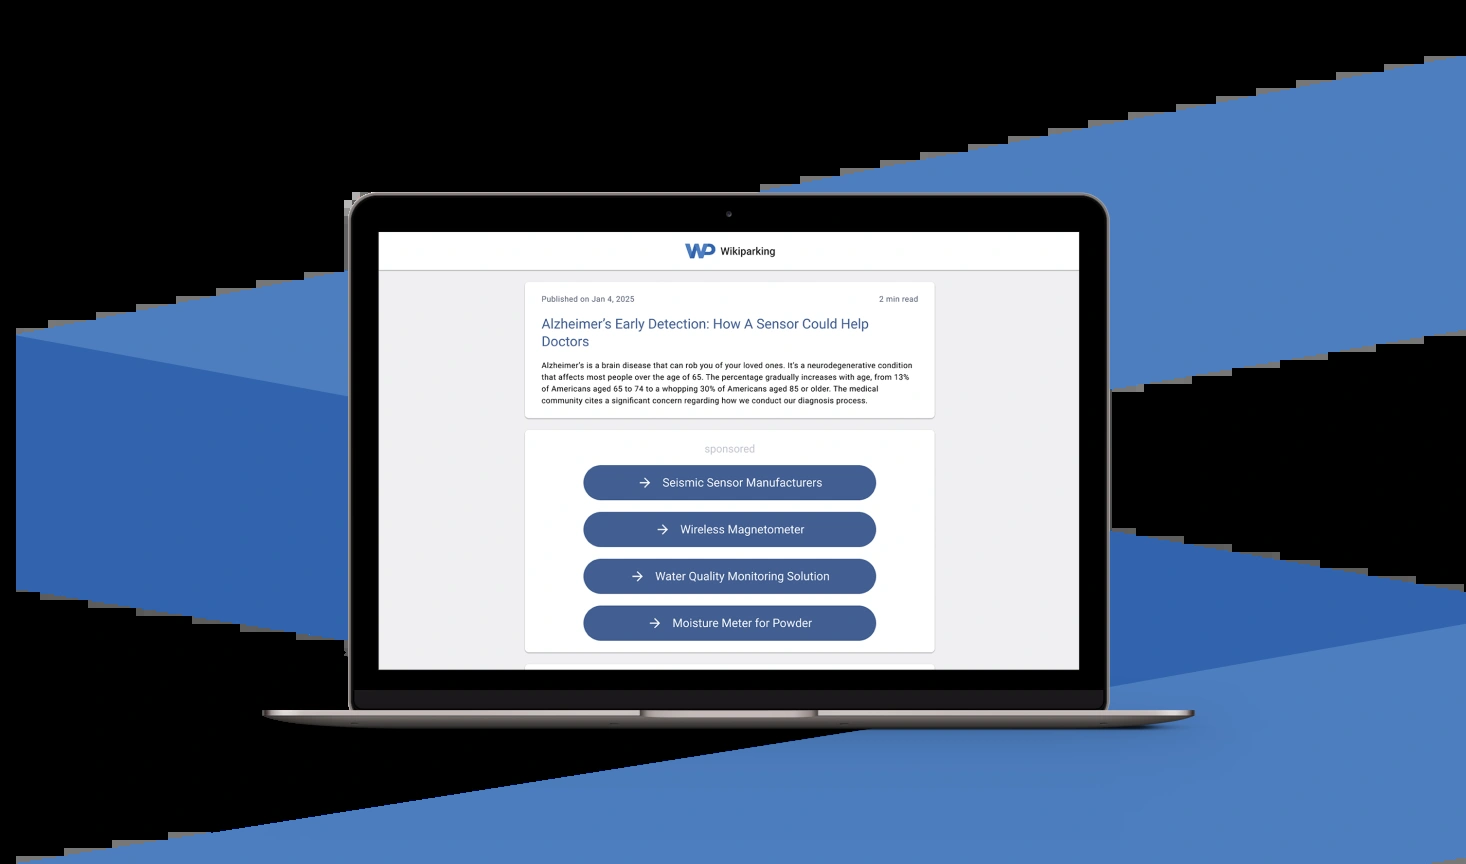 WP Wikiparking
Published on Jan 4, 2025 2 min read
Alzheimer's Early Detection: How A Sensor Could Help
Doctors
Alzheimer's is a brain disease that can rob you of your loved ones. It's a neurodegenerative condition
that affects most people over the age of 65. The percentage gradually increases with age, from 13%
of Americans aged 65 to 74 to a whopping 30% of Americans aged 85 or older. The medical
community cites a significant concern regarding how we conduct our diagnosis process.
sponsored
→ Seismic Sensor Manufacturers
→ Wireless Magnetometer
→ Water Quality Monitoring Solution
→ Moisture Meter for Powder